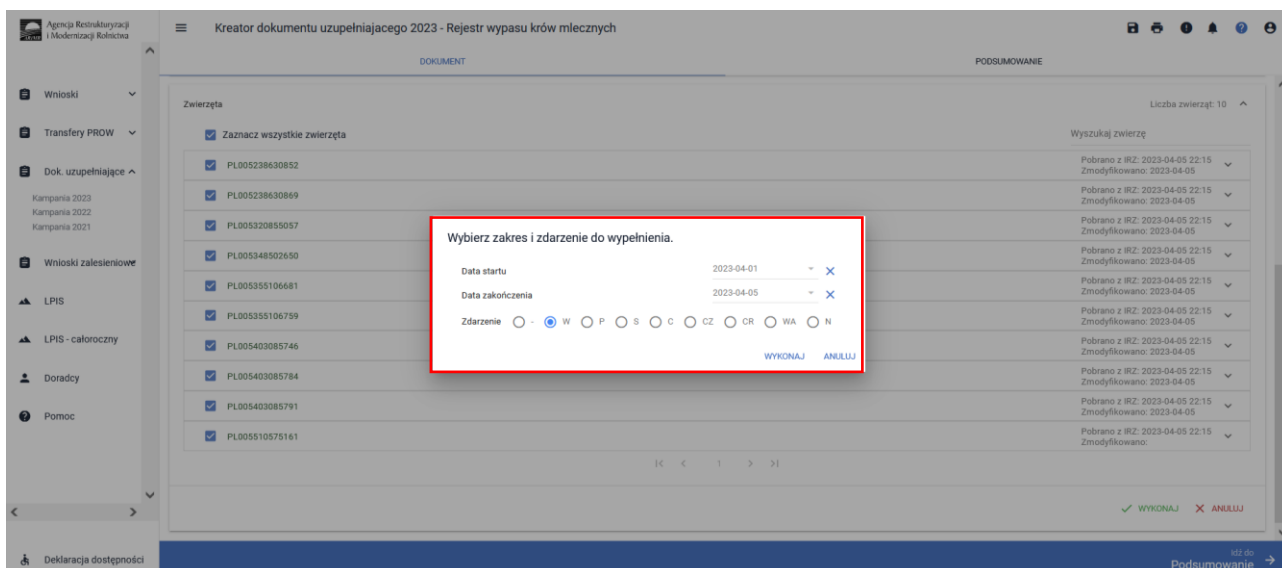 Agencja Restrukturyzacji
i Modernizacji Rolnictwa
Kreator dokumentu uzupełniajacego 2023 - Rejestr wypasu krów mlecznych
DOKUMENT
PODSUMOWANIE
Wnioski
Transfery PROW
Dok. uzupełniające
Kampania 2023
Kampania 2022
Kampania 2021
Wnioski zalesieniowe
LPIS
LPIS - całoroczny
Doradcy
Pomoc
Deklaracja dostępności
Zwierzęta
Liczba zwierząt: 10
Zaznacz wszystkie zwierzęta
Wyszukaj zwierzę
PL005238630852
Pobrano z IRZ: 2023-04-05 22:15
Zmodyfikowano: 2023-04-05
PL005238630869
Pobrano z IRZ: 2023-04-05 22:15
Zmodyfikowano: 2023-04-05
PL005320855057
Pobrano z IRZ: 2023-04-05 22:15
Zmodyfikowano: 2023-04-05
PL005348502650
Pobrano z IRZ: 2023-04-05 22:15
Zmodyfikowano: 2023-04-05
PL005355106681
Pobrano z IRZ: 2023-04-05 22:15
Zmodyfikowano: 2023-04-05
PL005355106759
Pobrano z IRZ: 2023-04-05 22:15
Zmodyfikowano: 2023-04-05
PL005403085746
Pobrano z IRZ: 2023-04-05 22:15
Zmodyfikowano: 2023-04-05
PL005403085784
Pobrano z IRZ: 2023-04-05 22:15
Zmodyfikowano: 2023-04-05
PL005403085791
Pobrano z IRZ: 2023-04-05 22:15
Zmodyfikowano: 2023-04-05
PL005510575161
Pobrano z IRZ: 2023-04-05 22:15
Zmodyfikowano:
Wybierz zakres i zdarzenie do wypełnienia.
Data startu 2023-04-01
Data zakończenia 2023-04-05
Zdarzenie - W P S C CZ CR WA N
WYKONAJ ANULUJ
1
WYKONAJ ANULUJ
Idź do
Podsumowanie